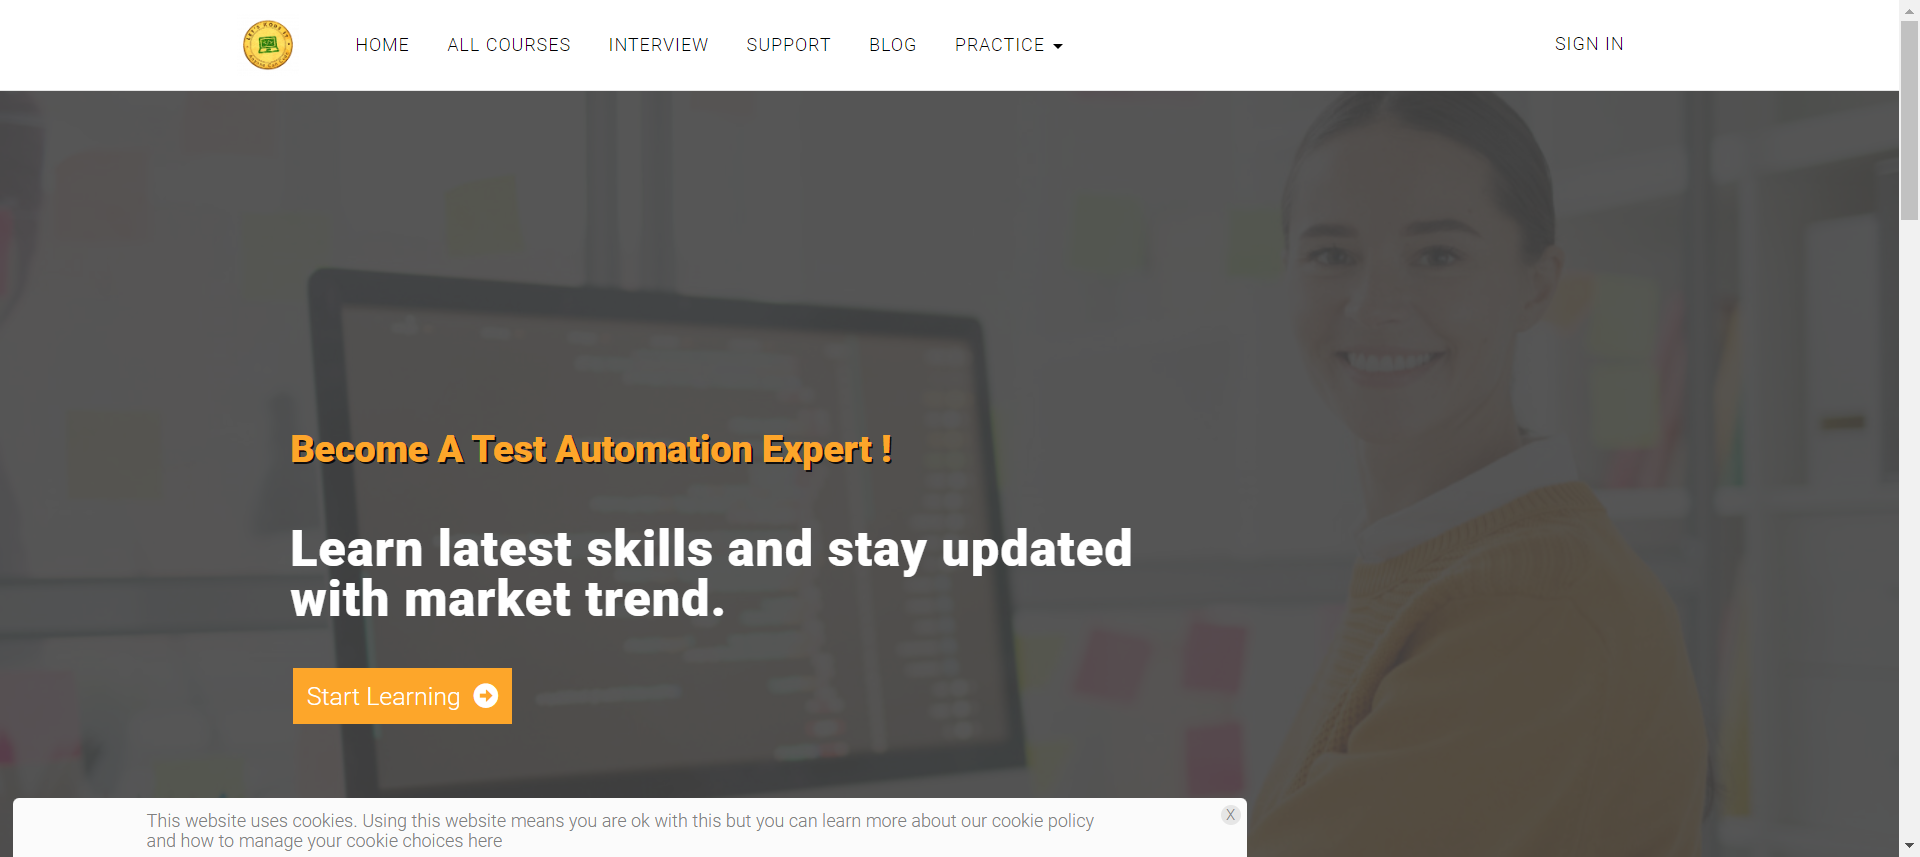 HOME ALL COURSES INTERVIEW SUPPORT BLOG PRACTICE SIGN IN
Become A Test Automation Expert !
Learn latest skills and stay updated
with market trend.
Start Learning
X
This website uses cookies. Using this website means you are ok with this but you can learn more about our cookie policy
and how to manage your cookie choices here